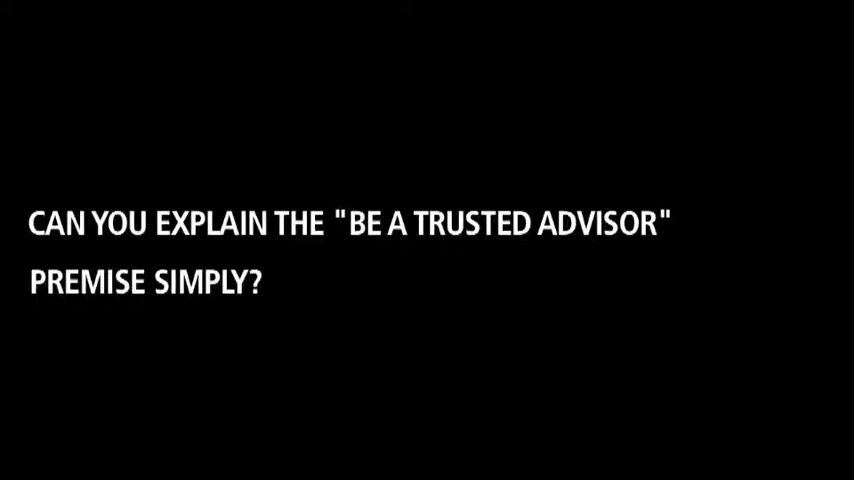 CAN YOU EXPLAIN THE "BE A TRUSTED ADVISOR"
PREMISE SIMPLY?